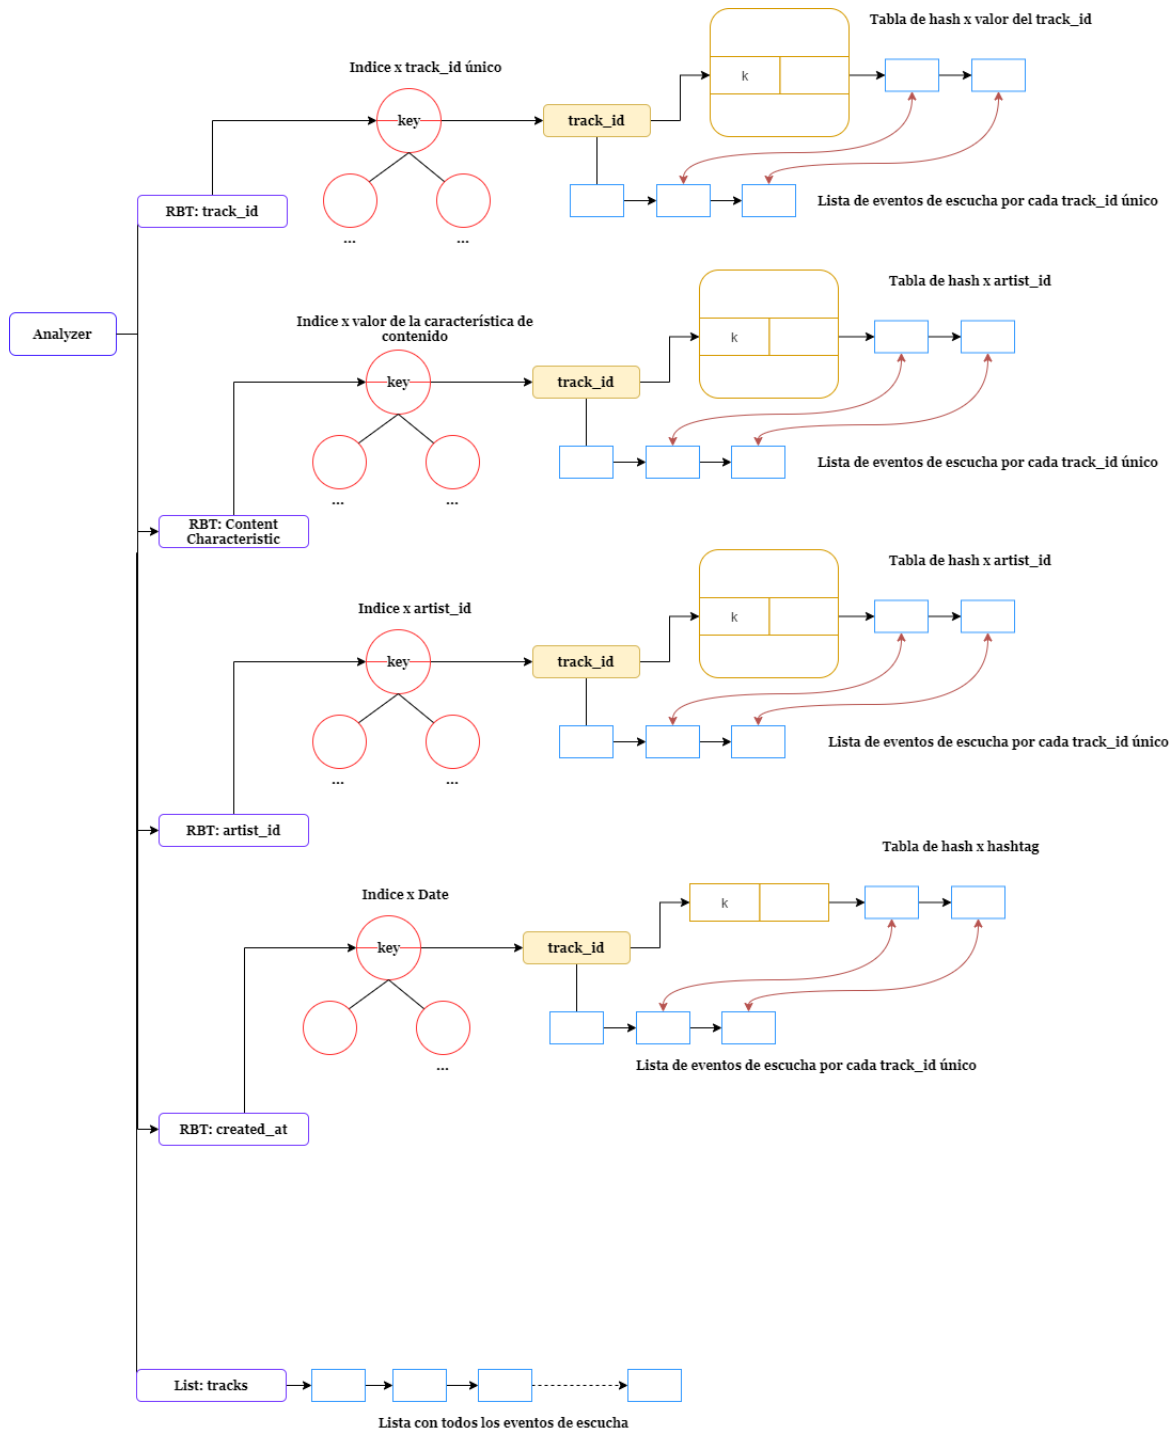 Tabla de hash x valor del track_id
Indice x track_id único
k
key
track_id
RBT: track_id
Lista de eventos de escucha por cada track_id único
...
...
Tabla de hash x artist_id
Analyzer
Indice x valor de la característica de
contenido
k
key
track_id
Lista de eventos de escucha por cada track_id único
...
...
RBT: Content
Characteristic
Tabla de hash x artist_id
Indice x artist_id
k
key
track_id
Lista de eventos de escucha por cada track_id único
...
...
RBT: artist_id
Tabla de hash x hashtag
Indice x Date
k
key
track_id
Lista de eventos de escucha por cada track_id único
...
RBT: created_at
List: tracks
Lista con todos los eventos de escucha